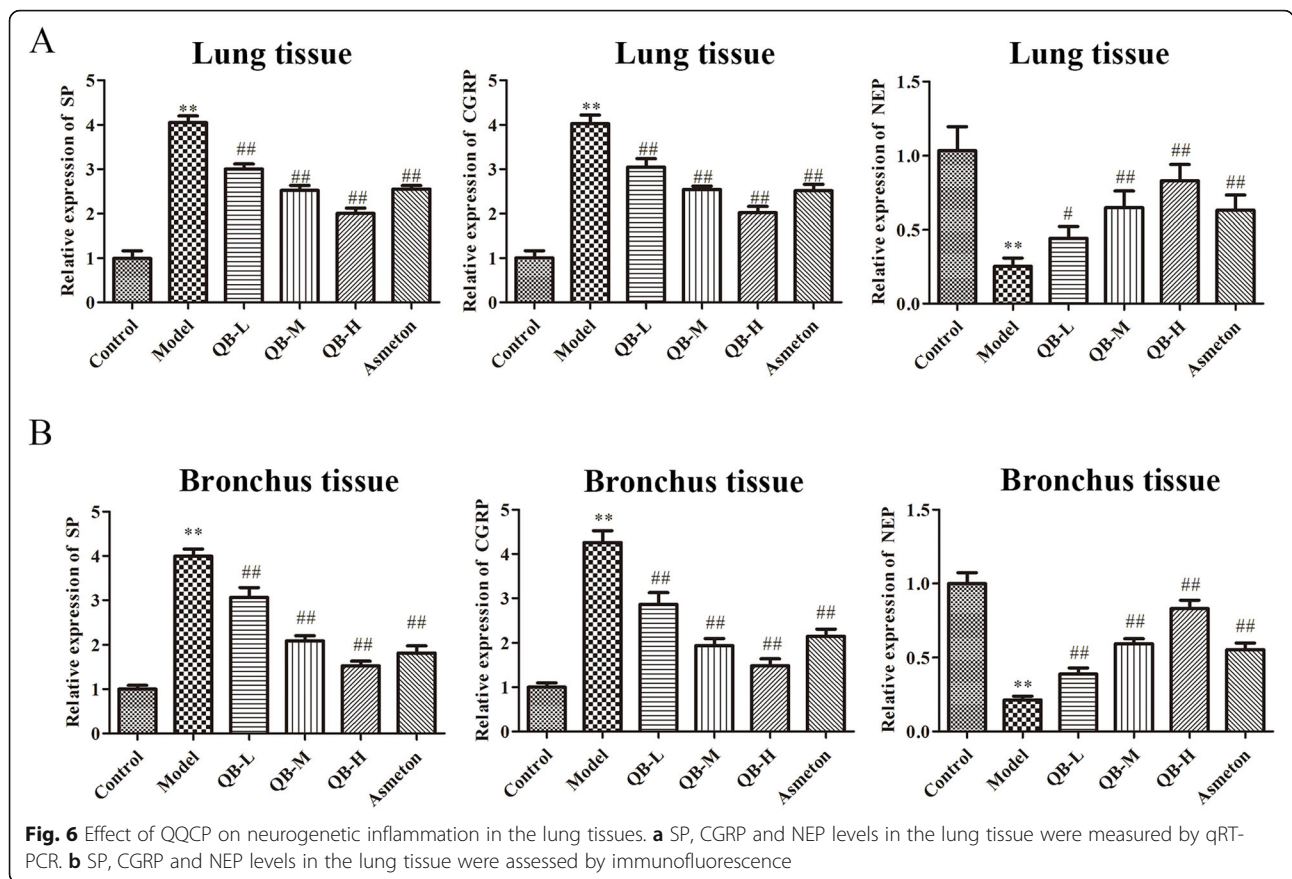 A
Lung tissue
Lung tissue
Lung tissue
Relative expression of SP
5
4
3
2
1
0
**
##
##
##
##
Control
Model
QB-L
QB-M
QB-H
Asmeton
Relative expression of CGRP
5
4
3
2
1
0
**
##
##
##
##
Control
Model
QB-L
QB-M
QB-H
Asmeton
Relative expression of NEP
1.5
1.0
0.5
0.0
**
#
##
##
##
Control
Model
QB-L
QB-M
QB-H
Asmeton
B
Bronchus tissue
Bronchus tissue
Bronchus tissue
Relative expression of SP
5
4
3
2
1
0
**
##
##
##
##
Control
Model
QB-L
QB-M
QB-H
Asmeton
Relative expression of CGRP
5
4
3
2
1
0
**
##
##
##
##
Control
Model
QB-L
QB-M
QB-H
Asmeton
Relative expression of NEP
1.5
1.0
0.5
0.0
**
##
##
##
##
Control
Model
QB-L
QB-M
QB-H
Asmeton
Fig. 6 Effect of QQCP on neurogenetic inflammation in the lung tissues. a SP, CGRP and NEP levels in the lung tissue were measured by qRT-
PCR. b SP, CGRP and NEP levels in the lung tissue were assessed by immunofluorescence